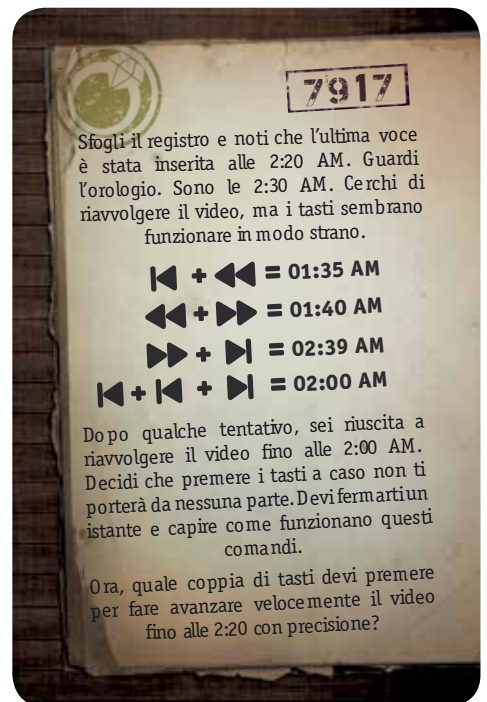 7917
Sfogli il registro e noti che l'ultima voce
è stata inserita alle 2:20 AM. Guardi
l'orologio. Sono le 2:30 AM. Cerchi di
riavvolgere il video, ma i tasti sembrano
funzionare in modo strano.
⏮ + ⏪ = 01:35 AM
⏪ + ⏩ = 01:40 AM
⏩ + ⏭ = 02:39 AM
⏮ + ⏮ + ⏭ = 02:00 AM
Dopo qualche tentativo, sei riuscita a
riavvolgere il video fino alle 2:00 AM.
Decidi che premere i tasti a caso non ti
porterà da nessuna parte. Devi fermarti un
istante e capire come funzionano questi
comandi.
Ora, quale coppia di tasti devi premere
per fare avanzare velocemente il video
fino alle 2:20 con precisione?